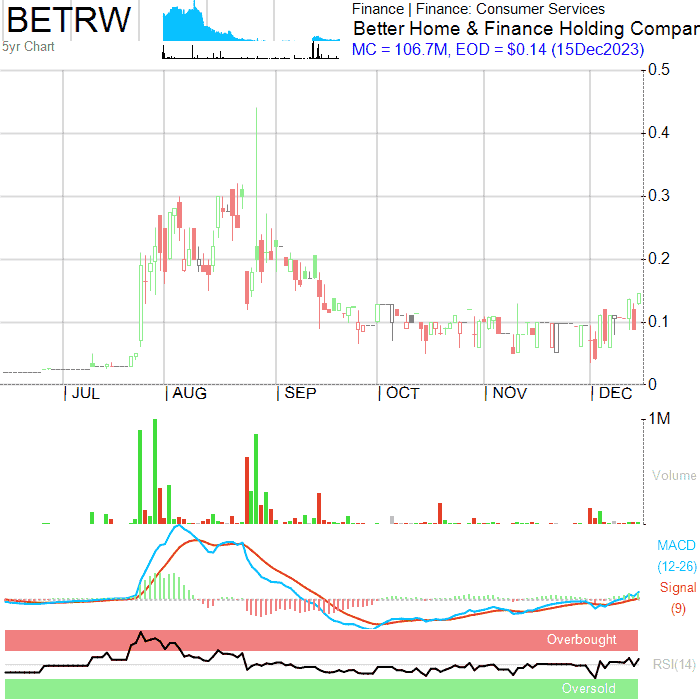 BETRW
5yr Chart
Finance | Finance: Consumer Services
Better Home & Finance Holding Compar
MC = 106.7M, EOD = $0.14 (15Dec2023)
0.5
0.4
0.3
0.2
0.1
0
| JUL | AUG | SEP | OCT | NOV | DEC
1M
Volume
MACD
(12-26)
Signal
(9)
Overbought
RSI(14)
Oversold